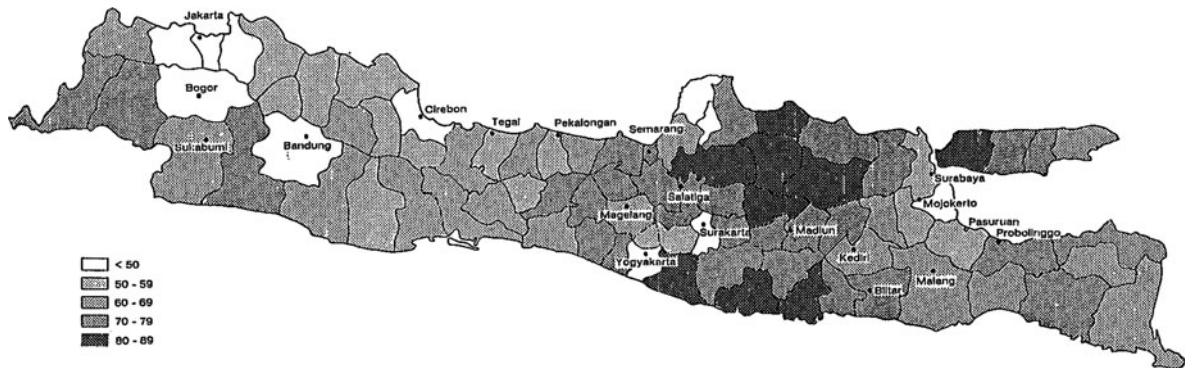 Jakarta
Bogor
Cirebon
Sukabumi
Bandung
Tegal
Pekalongan
Semarang
Salatiga
Magelang
Surakarta
Yogyakarta
Madiun
Kediri
Blitar
Malang
Surabaya
Mojokerto
Pasuruan
Probolinggo
< 50
50 - 59
60 - 69
70 - 79
80 - 89